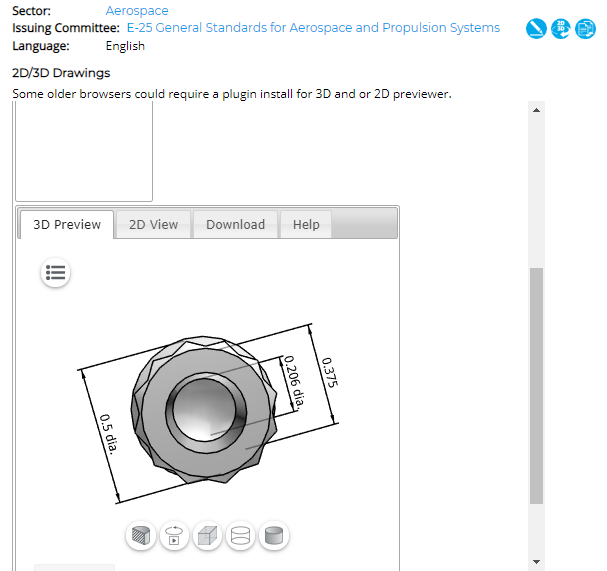 Sector: Aerospace
Issuing Committee: E-25 General Standards for Aerospace and Propulsion Systems
Language: English
2D/3D Drawings
Some older browsers could require a plugin install for 3D and or 2D previewer.
3D Preview 2D View Download Help
0.375
0.206 dia.
0.5 dia.